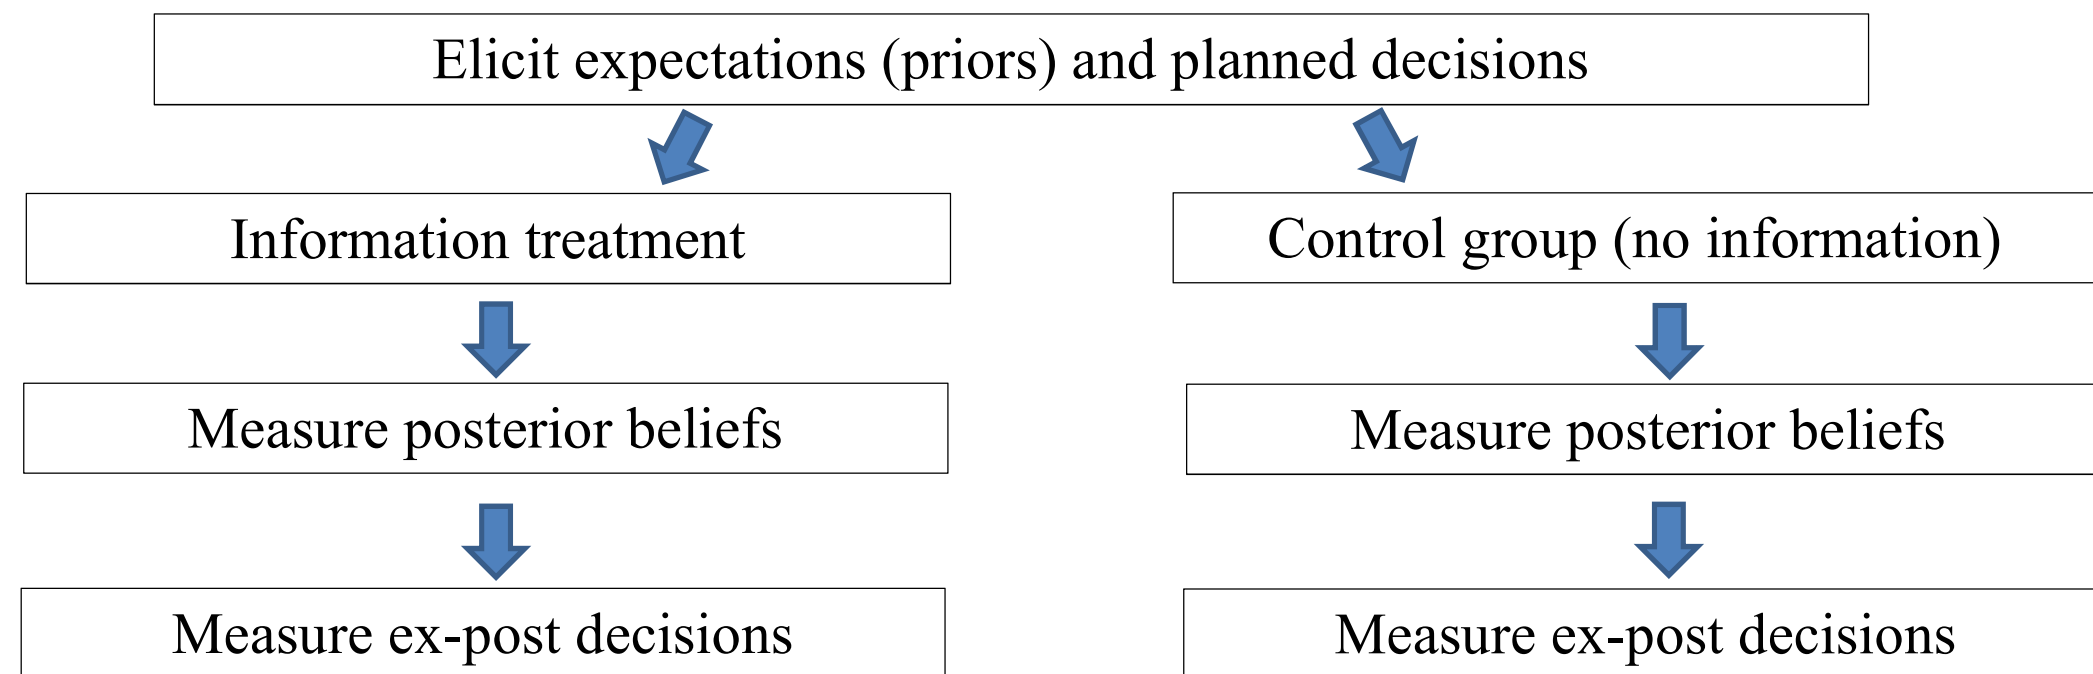 Elicit expectations (priors) and planned decisions
Information treatment
Control group (no information)
Measure posterior beliefs
Measure posterior beliefs
Measure ex-post decisions
Measure ex-post decisions